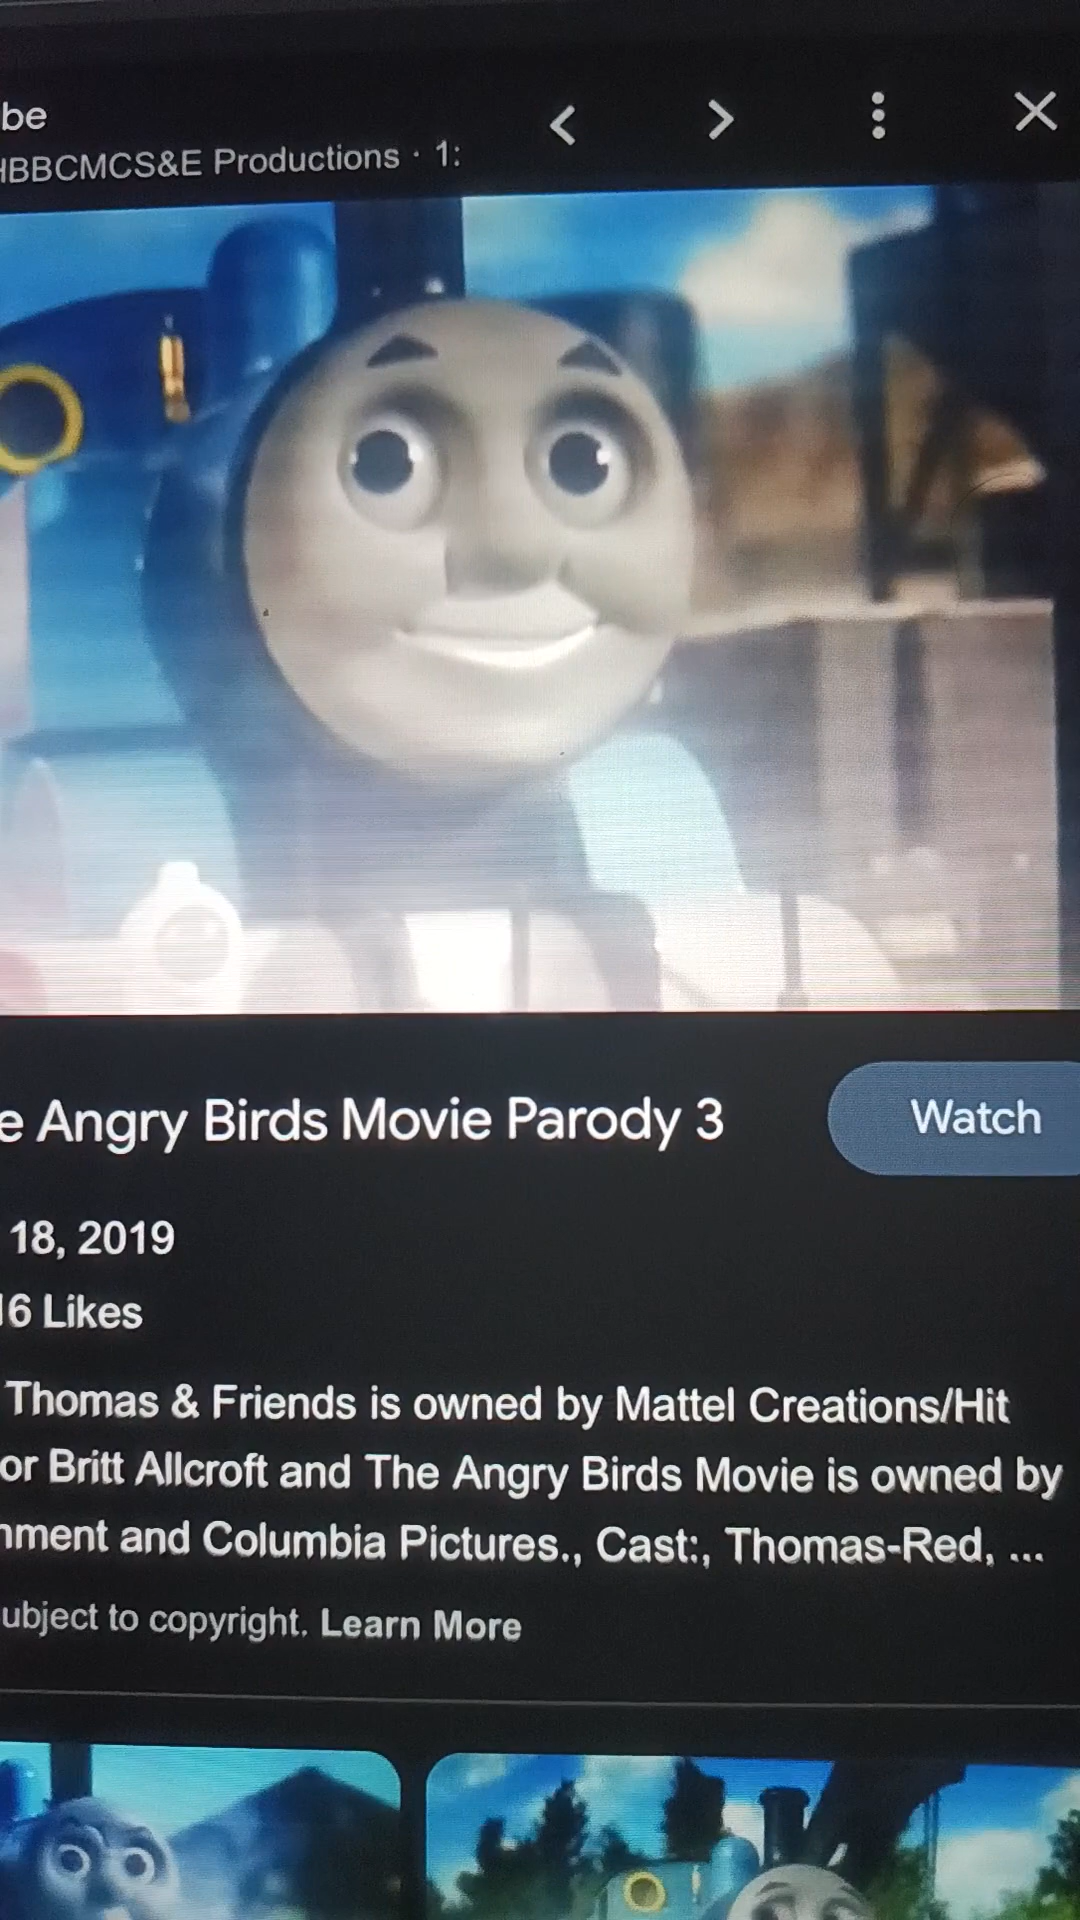 be
HBBCMCS&E Productions · 1:
e Angry Birds Movie Parody 3
Watch
18, 2019
16 Likes
Thomas & Friends is owned by Mattel Creations/Hit
or Britt Allcroft and The Angry Birds Movie is owned by
nment and Columbia Pictures., Cast:, Thomas-Red, ...
ubject to copyright. Learn More